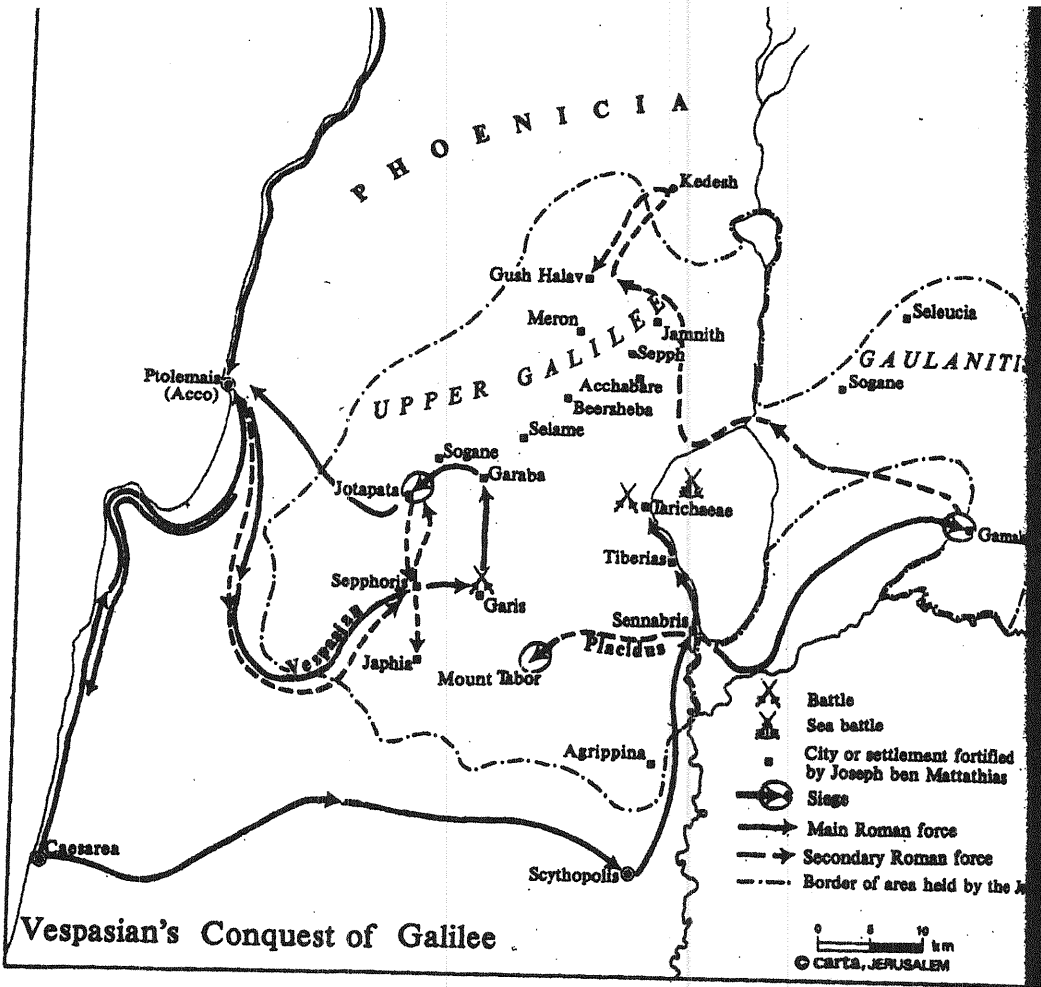 PHOENICIA
Kedesh
Gush Halav
Meron
Jamnith
Sepph
UPPER GALILEE
Acchabare
Beersheba
Selame
Seleucia
GAULANITI
Sogane
Ptolemais
(Acco)
Sogane
Garaba
Jotapata
Tarichaeae
Gamal
Tiberias
Sepphoris
Garis
Sennabris
Vespasian
Placidus
Japhia
Mount Tabor
Agrippina
Caesarea
Scythopolis
Battle
Sea battle
City or settlement fortified
by Joseph ben Mattathias
Siege
Main Roman force
Secondary Roman force
Border of area held by the
Vespasian's Conquest of Galilee
0 5 10 km
© carta, JERUSALEM